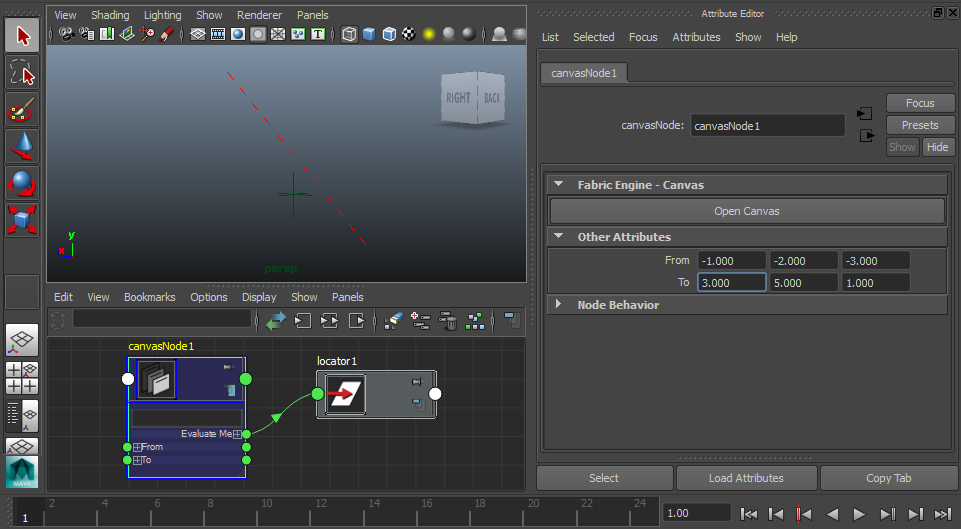 View Shading Lighting Show Renderer Panels
RIGHT BACK
y
x
persp
Edit View Bookmarks Options Display Show Panels
canvasNode1
Evaluate Me
From
To
locator1
Attribute Editor
List Selected Focus Attributes Show Help
canvasNode1
canvasNode: canvasNode1
Focus
Presets
Show Hide
Fabric Engine - Canvas
Open Canvas
Other Attributes
From -1.000 -2.000 -3.000
To 3.000 5.000 1.000
Node Behavior
Select Load Attributes Copy Tab
1 2 4 6 8 10 12 14 16 18 20 22 24
1.00